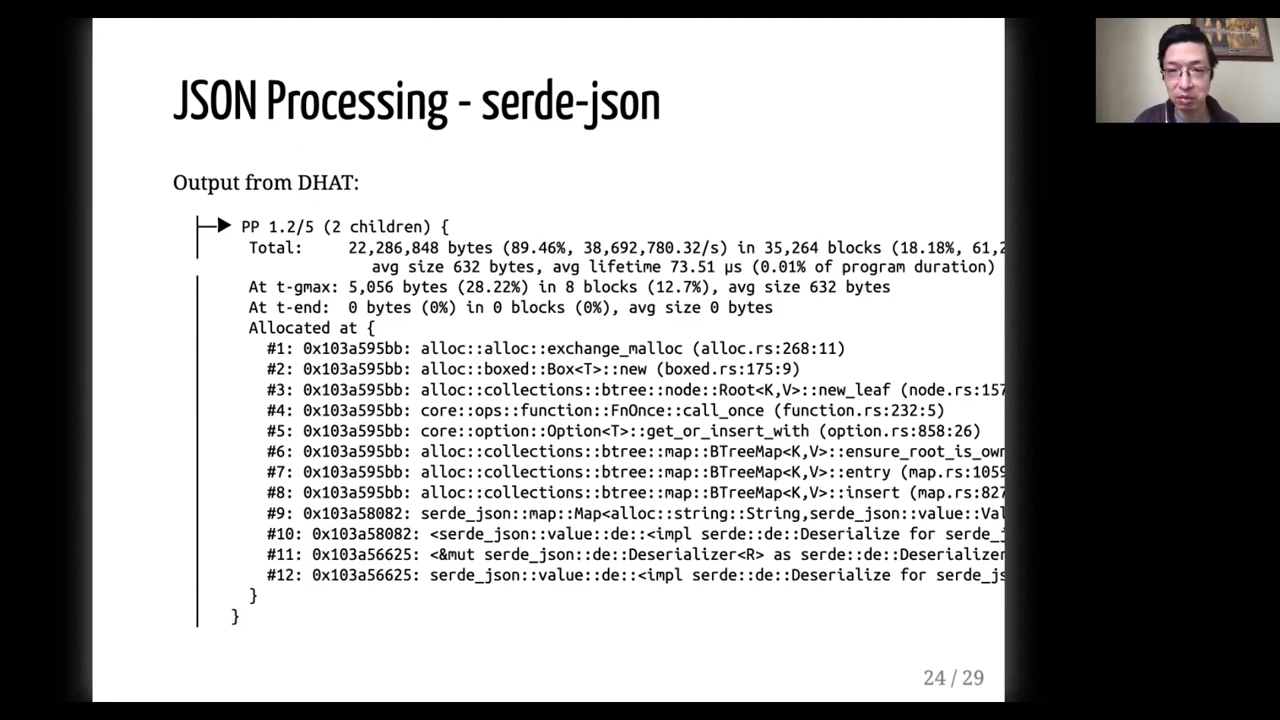 JSON Processing - serde-json
Output from DHAT:
PP 1.2/5 (2 children) {
Total: 22,286,848 bytes (89.46%, 38,692,780.32/s) in 35,264 blocks (18.18%, 61,2
avg size 632 bytes, avg lifetime 73.51 µs (0.01% of program duration)
At t-gmax: 5,056 bytes (28.22%) in 8 blocks (12.7%), avg size 632 bytes
At t-end: 0 bytes (0%) in 0 blocks (0%), avg size 0 bytes
Allocated at {
#1: 0x103a595bb: alloc::alloc::exchange_malloc (alloc.rs:268:11)
#2: 0x103a595bb: alloc::boxed::Box<T>::new (boxed.rs:175:9)
#3: 0x103a595bb: alloc::collections::btree::node::Root<K,V>::new_leaf (node.rs:157
#4: 0x103a595bb: core::ops::function::FnOnce::call_once (function.rs:232:5)
#5: 0x103a595bb: core::option::Option<T>::get_or_insert_with (option.rs:858:26)
#6: 0x103a595bb: alloc::collections::btree::map::BTreeMap<K,V>::ensure_root_is_own
#7: 0x103a595bb: alloc::collections::btree::map::BTreeMap<K,V>::entry (map.rs:1059
#8: 0x103a595bb: alloc::collections::btree::map::BTreeMap<K,V>::insert (map.rs:827
#9: 0x103a58082: serde_json::map::Map<alloc::string::String,serde_json::value::Val
#10: 0x103a58082: <serde_json::value::de::<impl serde::de::Deserialize for serde_j
#11: 0x103a56625: <&mut serde_json::de::Deserializer<R> as serde::de::Deserializer
#12: 0x103a56625: serde_json::value::de::<impl serde::de::Deserialize for serde_js
}
}
24 / 29